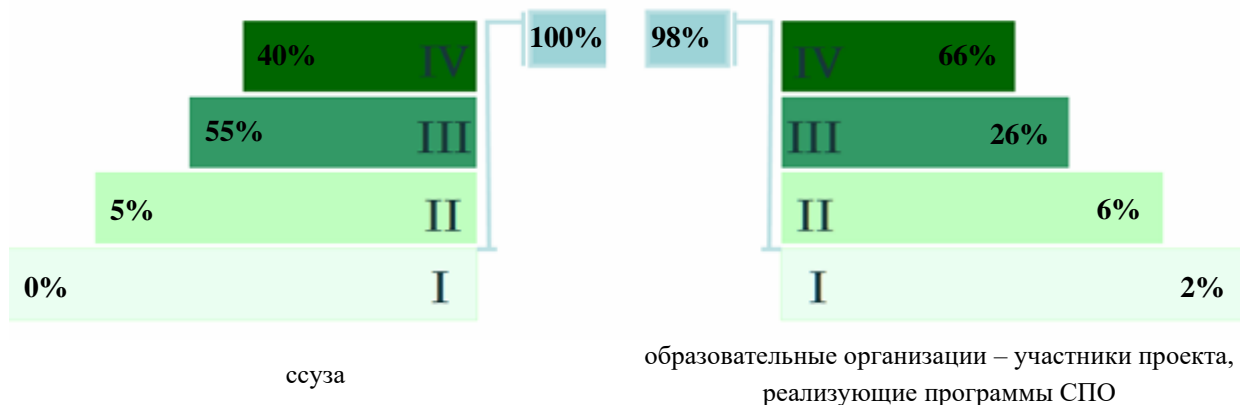 40% IV 100% 98% IV 66%
55% III III 26%
5% II II 6%
0% I I 2%
ссуза
образовательные организации – участники проекта,
реализующие программы СПО